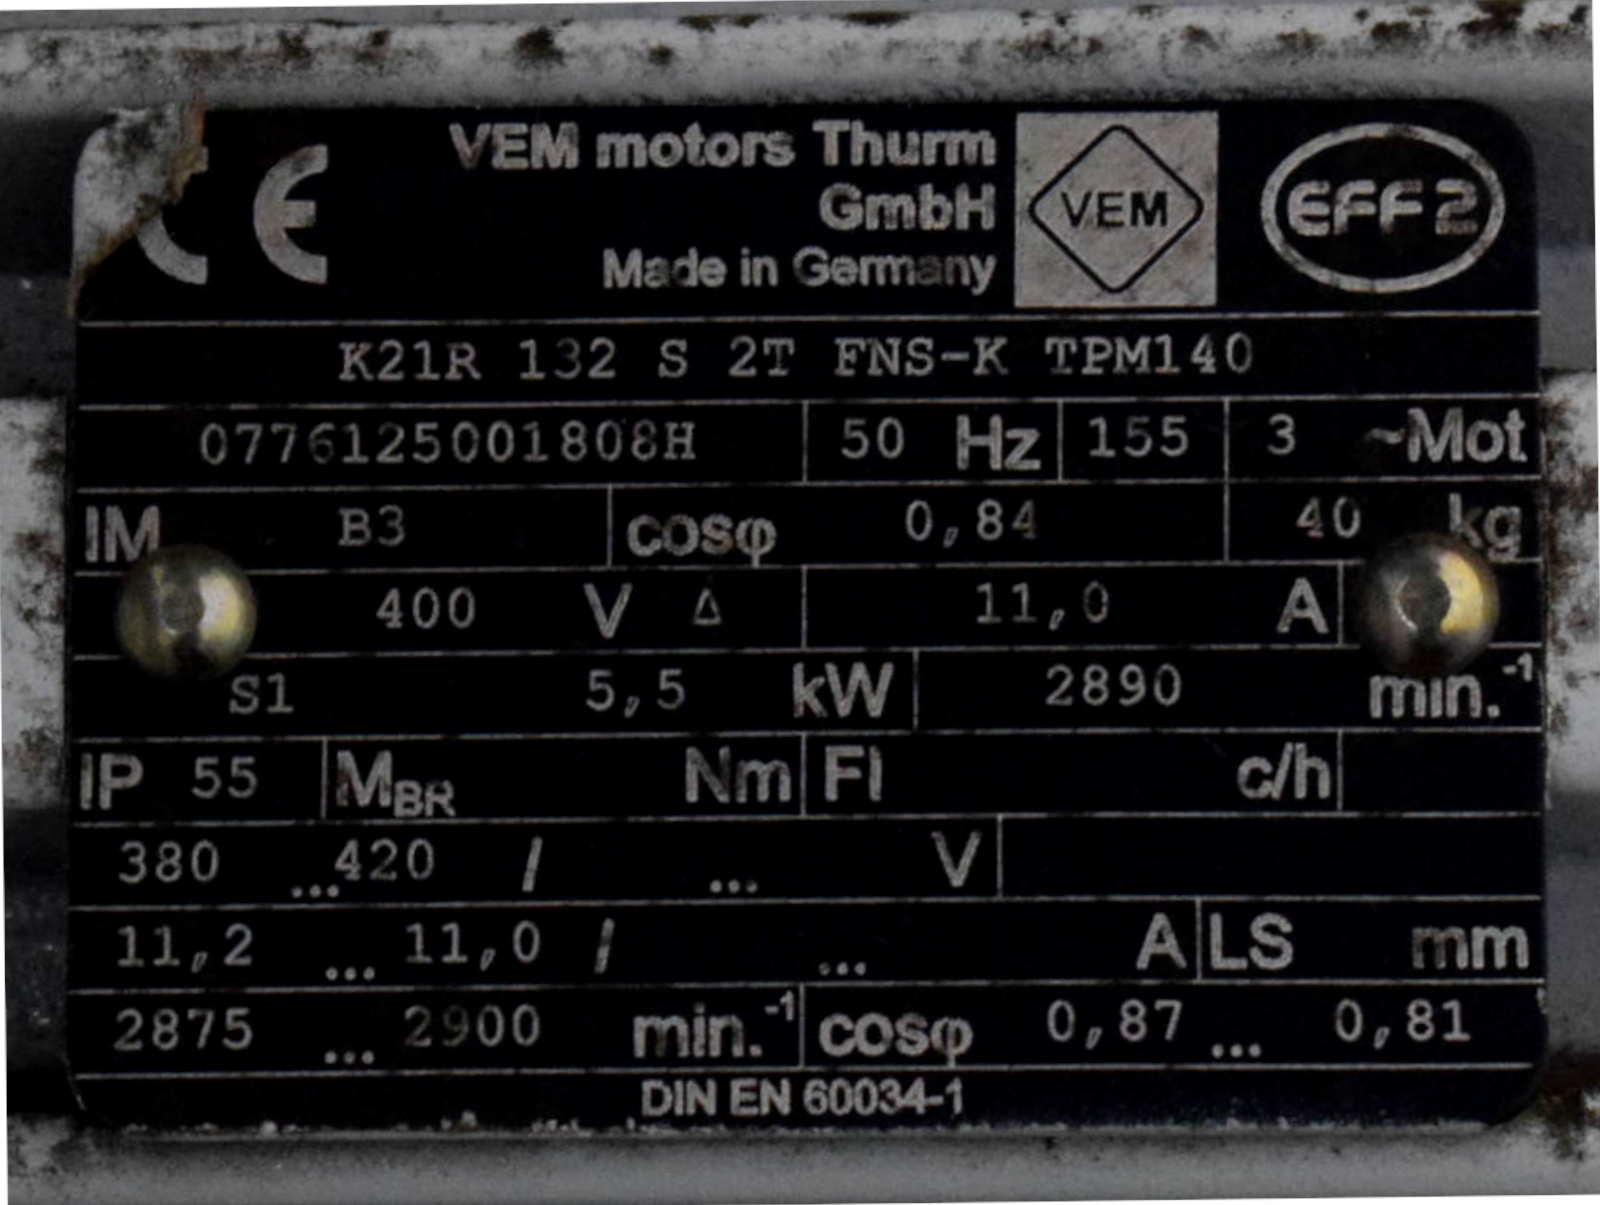 CE VEM motors Thurm
GmbH
Made in Germany
VEM
EFF2
K21R 132 S 2T FNS-K TPM140
0776125001808H 50 Hz 155 3 ~Mot
IM B3 cosφ 0,84 40 kg
400 V Δ 11,0 A
S1 5,5 kW 2890 min.⁻¹
IP 55 MBR Nm FI c/h
380 ...420 / ... V
11,2 ... 11,0 / ... A LS mm
2875 ... 2900 min.⁻¹ cosφ 0,87 ... 0,81
DIN EN 60034-1